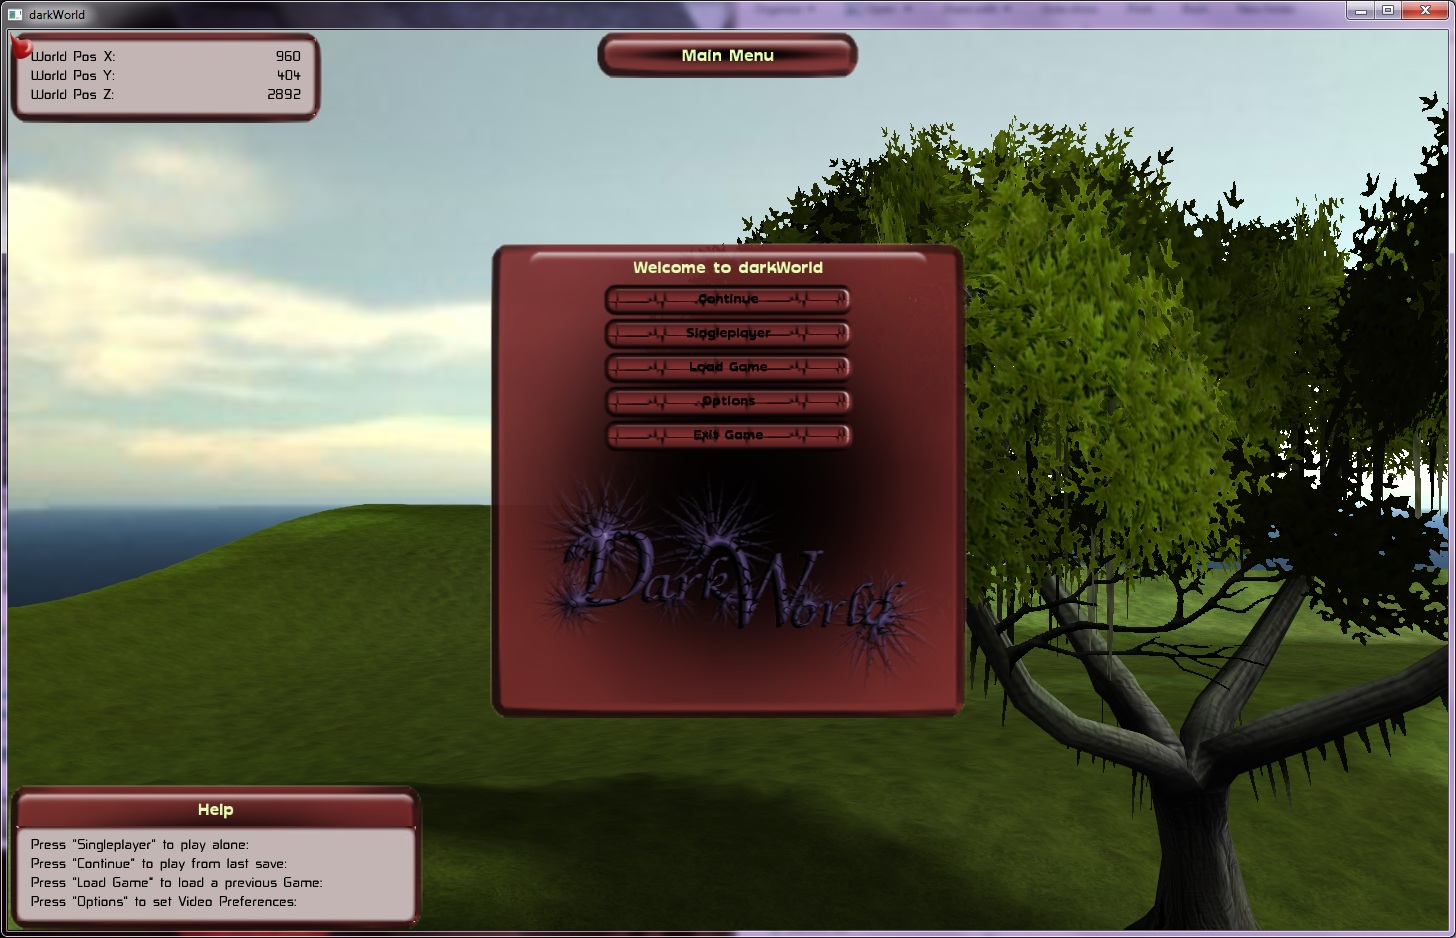 darkWorld
World Pos X: 960
World Pos Y: 404
World Pos Z: 2892
Main Menu
Welcome to darkWorld
Continue
Singleplayer
Load Game
Options
Exit Game
DarkWorld
Help
Press "Singleplayer" to play alone:
Press "Continue" to play from last save:
Press "Load Game" to load a previous Game:
Press "Options" to set Video Preferences: